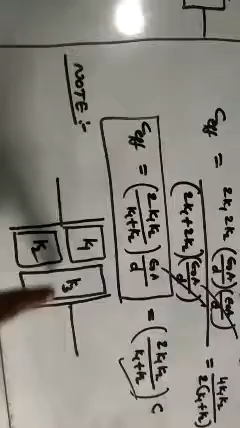 Ceff = 2k₁ 2k₂ (ε₀A/d)(ε₀A/d) / (2k₁ + 2k₂)(ε₀A/d) = 4k₁k₂ / 2(k₁+k₂)
Ceff = (2k₁k₂ / k₁+k₂) ε₀A/d = (2k₁k₂ / k₁+k₂) C
NOTE :-
k₁
k₂
k₃